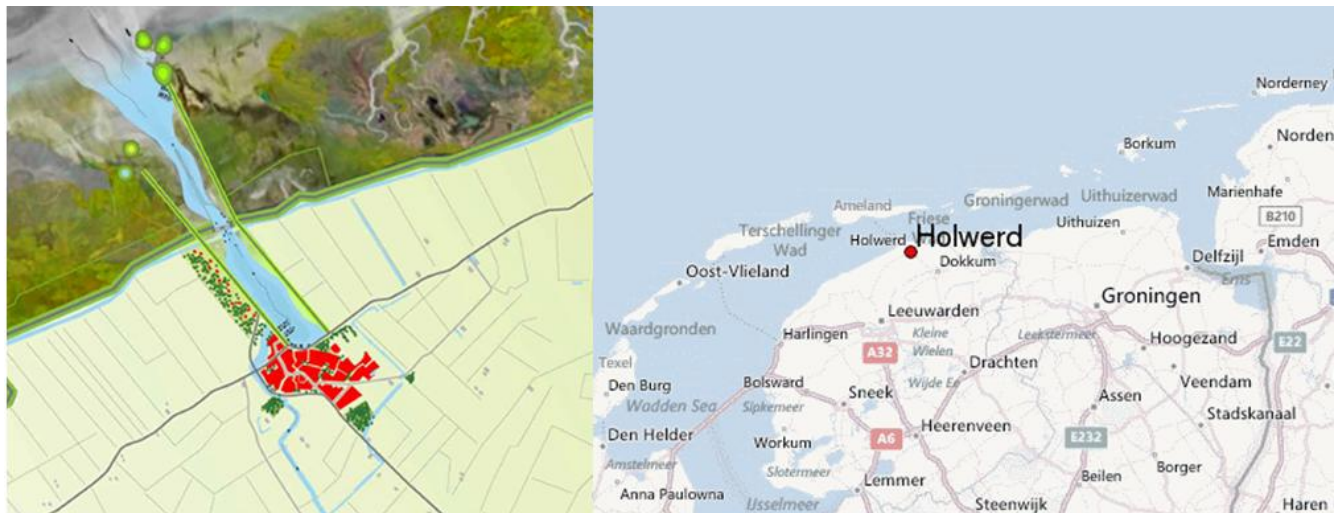 Norderney
Norden
Borkum
Marienhafe
Uithuizerwad
Groningerwad
Ameland
B210
Uithuizen
Friese
Terschellinger
Wad
Holwerd
Holwerd
Emden
Delfzijl
Dokkum
Oost-Vlieland
Ems
Groningen
Leeuwarden
Waardgronden
Harlingen
Kleine
Wielen
Leekstermeer
Hoogezand
E22
A32
Texel
Drachten
Veendam
Den Burg
Bolsward
Wijde Ee
Sneek
Assen
Wadden Sea
Sipkemeer
Stadskanaal
Den Helder
Workum
A6
Heerenveen
E232
Amstelmeer
Slotermeer
Borger
Beilen
Lemmer
Anna Paulowna
IJsselmeer
Steenwijk
Haren